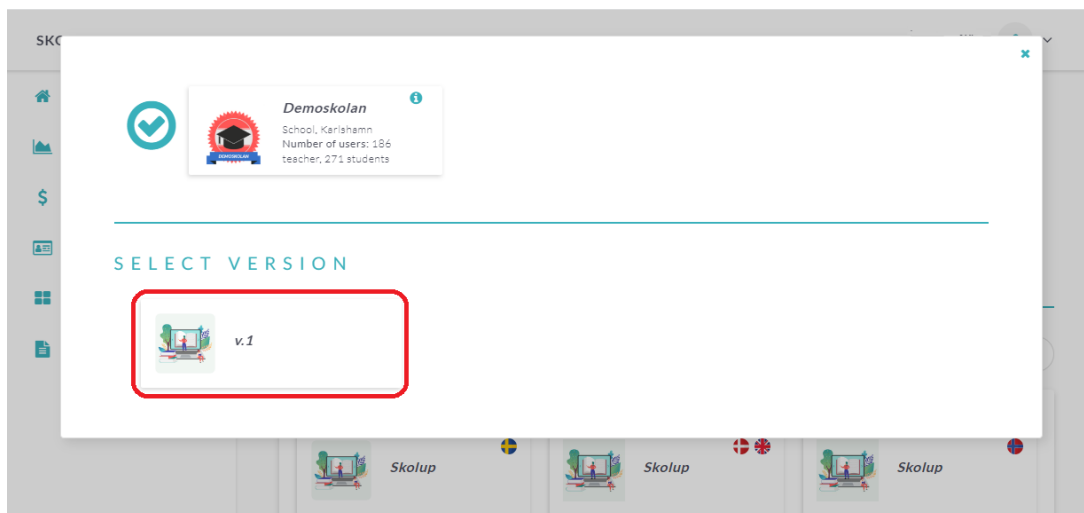 SKO
Demoskolan
School, Karlshamn
Number of users: 186
teacher, 271 students
DEMOSKOLAN
SELECT VERSION
v.1
Skolup
Skolup
Skolup